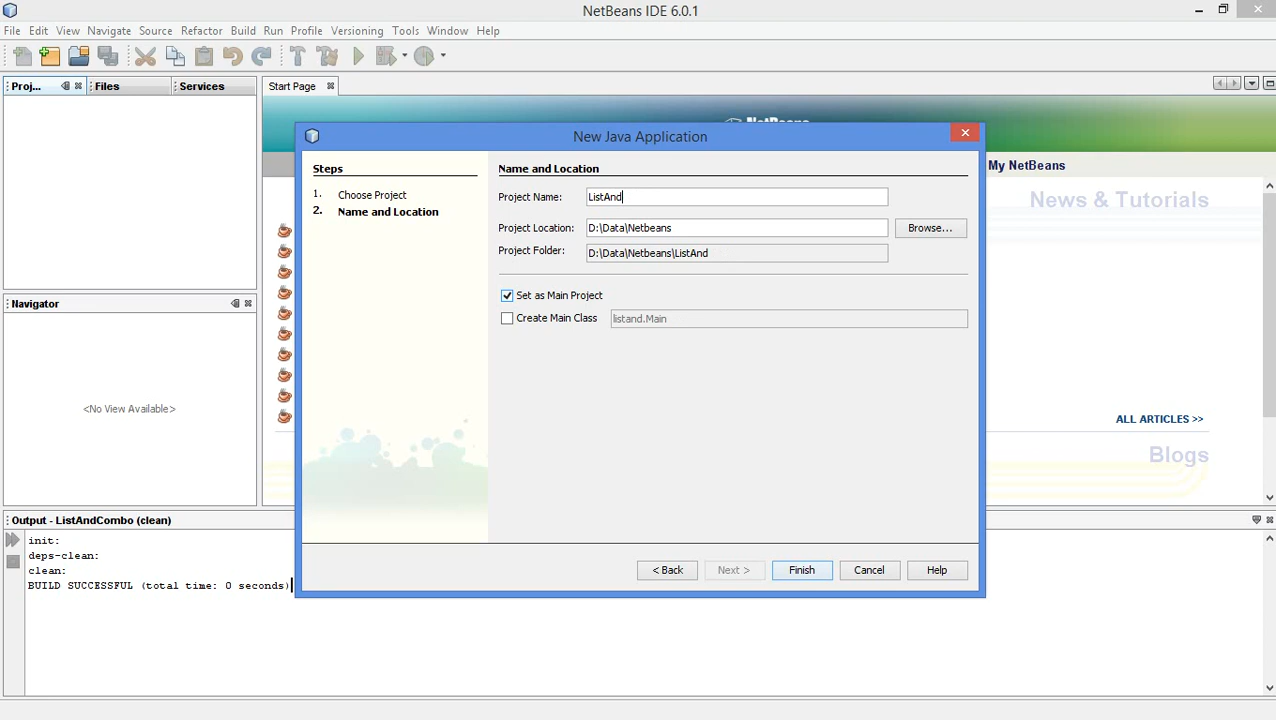 NetBeans IDE 6.0.1
File Edit View Navigate Source Refactor Build Run Profile Versioning Tools Window Help
Proj... Files Services Start Page
NetBeans
New Java Application
Steps
1. Choose Project
2. Name and Location
Name and Location
Project Name: ListAnd
Project Location: D:\Data\Netbeans Browse...
Project Folder: D:\Data\Netbeans\ListAnd
Set as Main Project
Create Main Class listand.Main
< Back Next > Finish Cancel Help
My NetBeans
News & Tutorials
ALL ARTICLES >>
Blogs
Navigator
<No View Available>
Output - ListAndCombo (clean)
init:
deps-clean:
clean:
BUILD SUCCESSFUL (total time: 0 seconds)